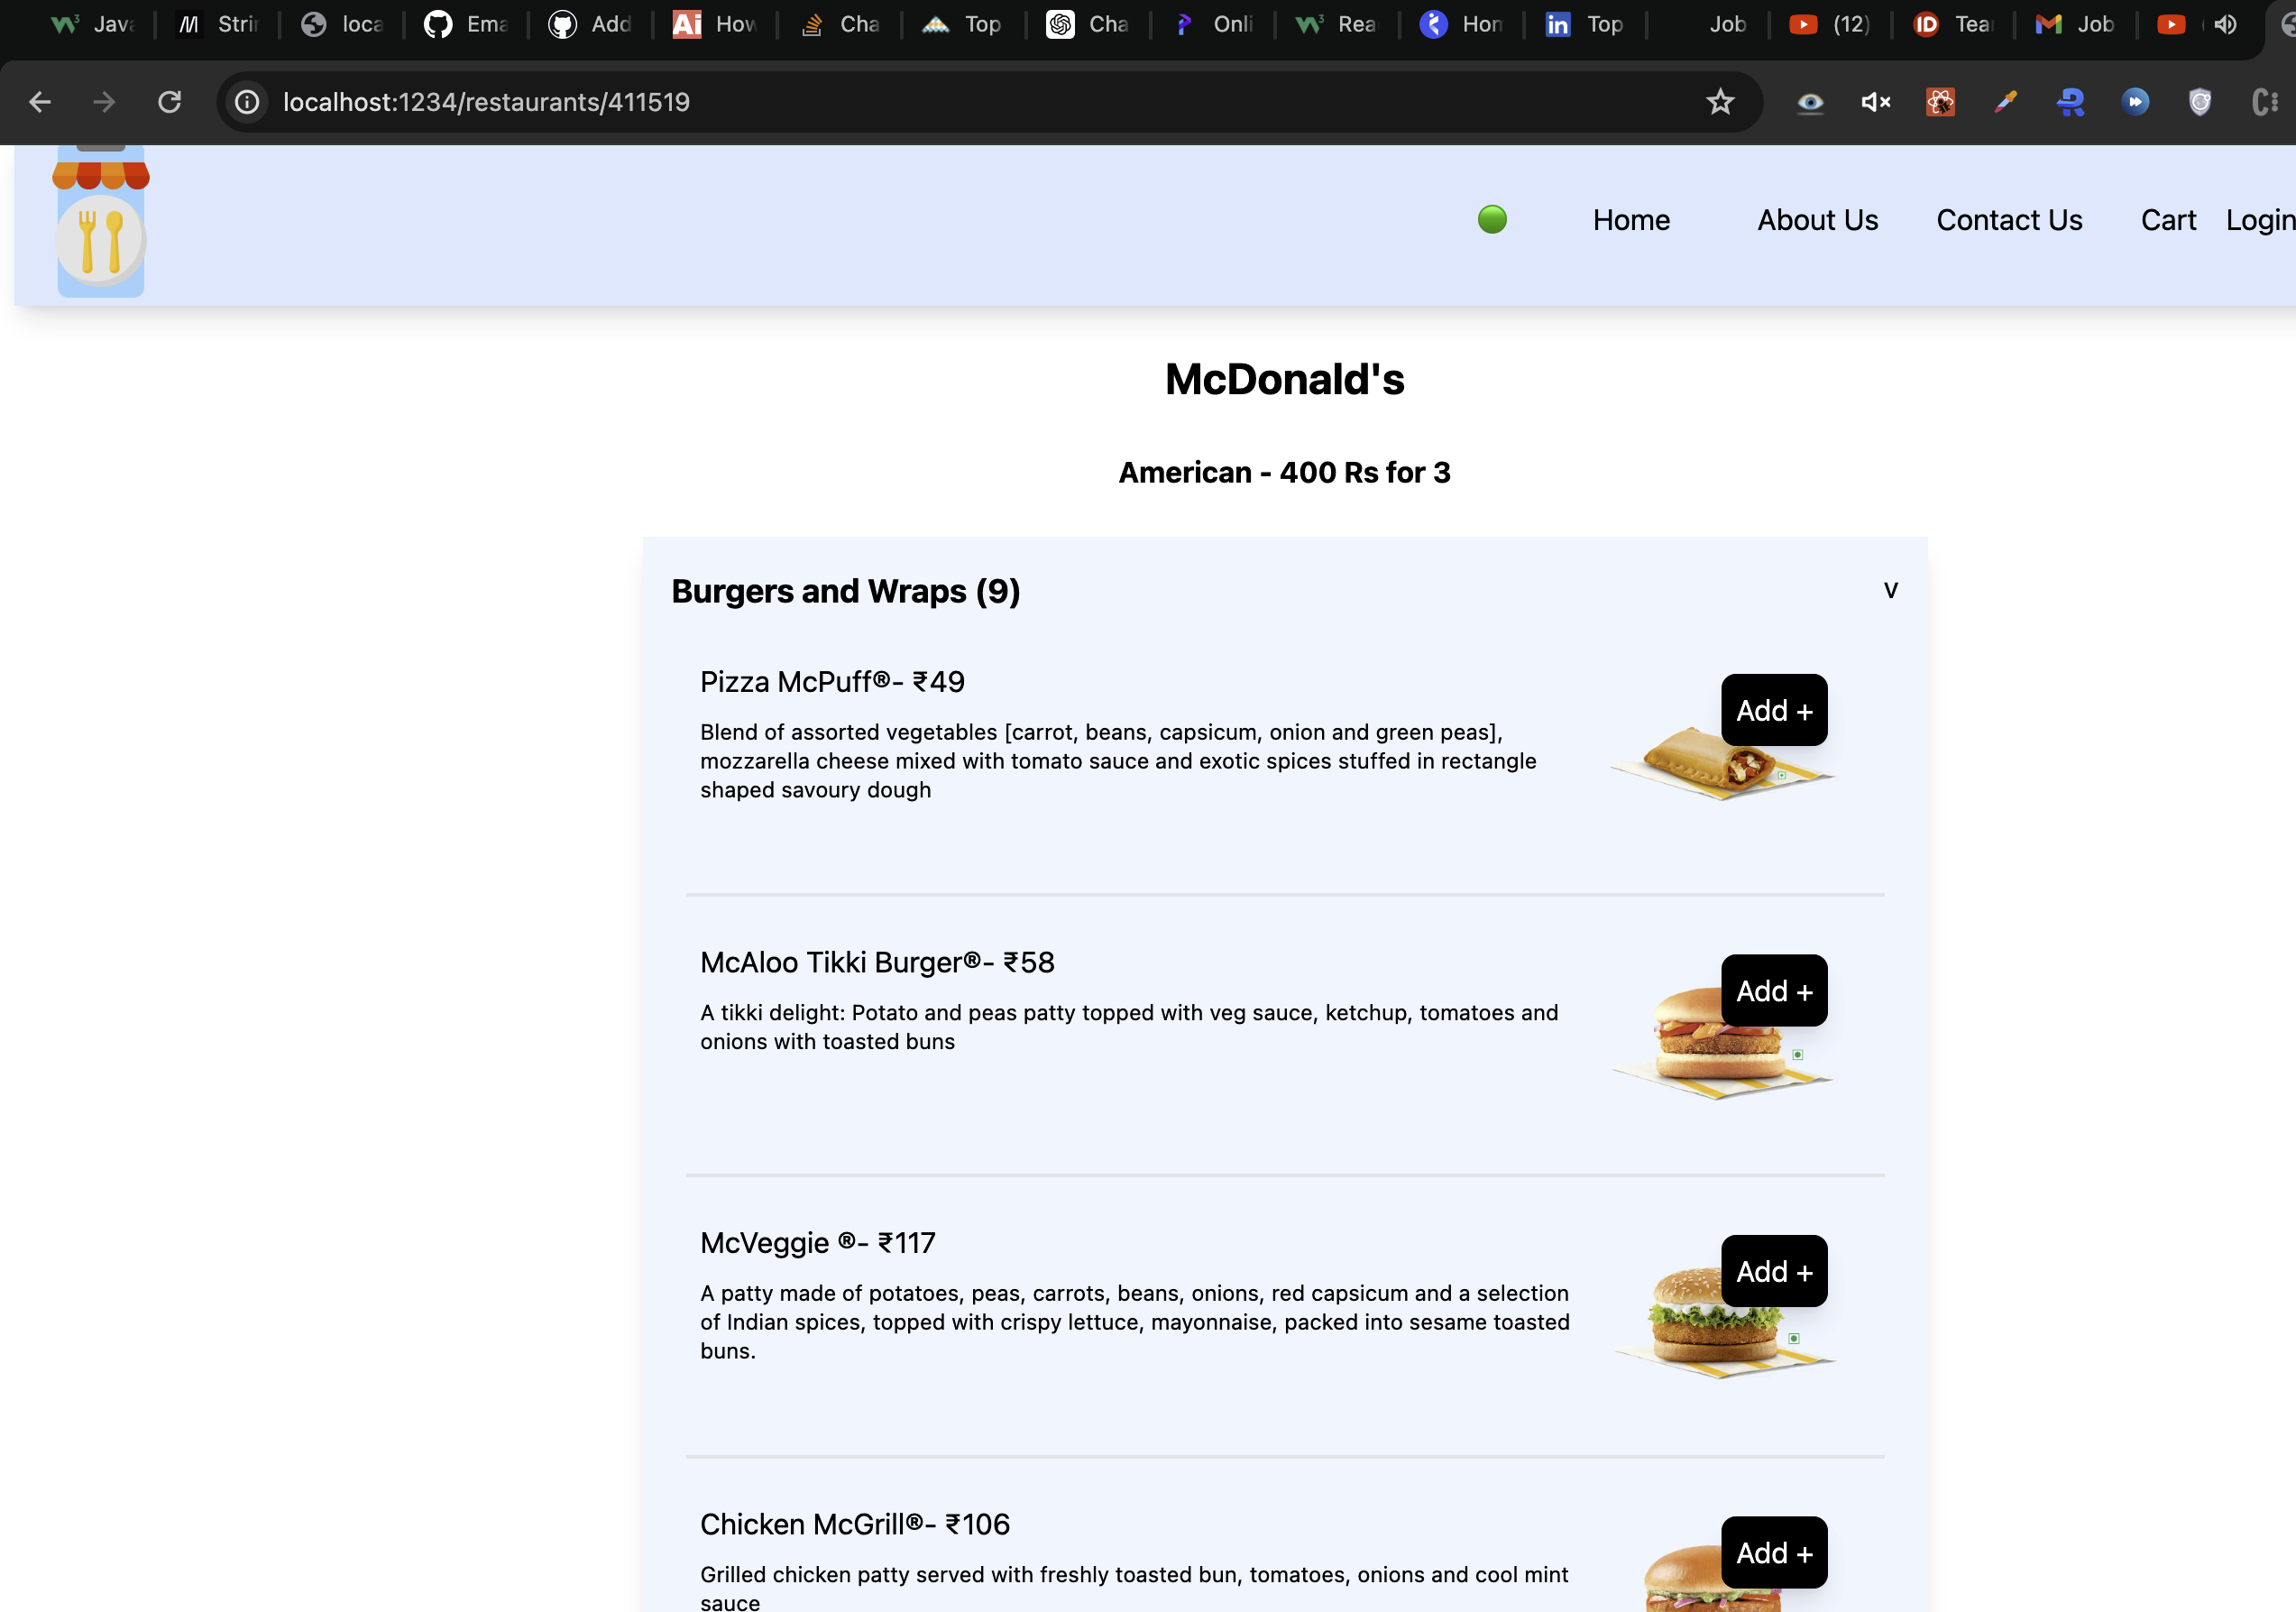 Java
Strin
loca
Ema
Add
Ai How
Cha
Top
Cha
Onli
Rea
Hom
in Top
Job
(12)
ID Tea
Job
localhost:1234/restaurants/411519
Home About Us Contact Us Cart Login
McDonald's
American - 400 Rs for 3
Burgers and Wraps (9) v
Pizza McPuff®- ₹49
Add +
Blend of assorted vegetables [carrot, beans, capsicum, onion and green peas],
mozzarella cheese mixed with tomato sauce and exotic spices stuffed in rectangle
shaped savoury dough
McAloo Tikki Burger®- ₹58
Add +
A tikki delight: Potato and peas patty topped with veg sauce, ketchup, tomatoes and
onions with toasted buns
McVeggie ®- ₹117
Add +
A patty made of potatoes, peas, carrots, beans, onions, red capsicum and a selection
of Indian spices, topped with crispy lettuce, mayonnaise, packed into sesame toasted
buns.
Chicken McGrill®- ₹106
Add +
Grilled chicken patty served with freshly toasted bun, tomatoes, onions and cool mint
sauce